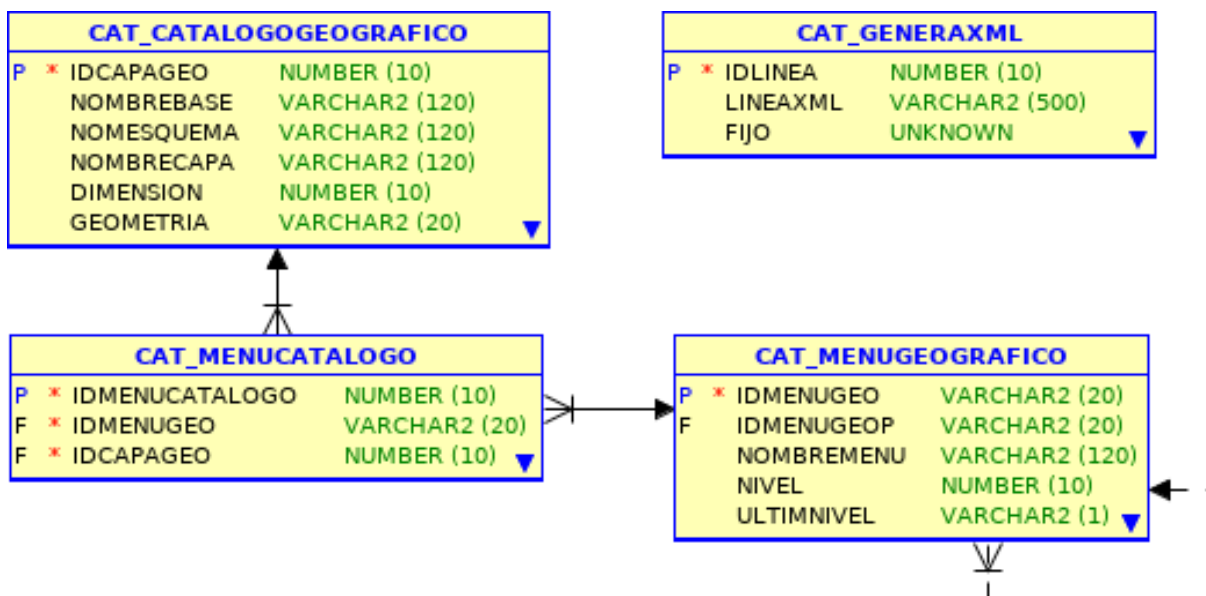 CAT_CATALOGOGEOGRAFICO
P * IDCAPAGEO NUMBER (10)
NOMBREBASE VARCHAR2 (120)
NOMESQUEMA VARCHAR2 (120)
NOMBRECAPA VARCHAR2 (120)
DIMENSION NUMBER (10)
GEOMETRIA VARCHAR2 (20)
CAT_GENERAXML
P * IDLINEA NUMBER (10)
LINEAXML VARCHAR2 (500)
FIJO UNKNOWN
CAT_MENUCATALOGO
P * IDMENUCATALOGO NUMBER (10)
F * IDMENUGEO VARCHAR2 (20)
F * IDCAPAGEO NUMBER (10)
CAT_MENUGEOGRAFICO
P * IDMENUGEO VARCHAR2 (20)
F IDMENUGEOP VARCHAR2 (20)
NOMBREMENU VARCHAR2 (120)
NIVEL NUMBER (10)
ULTIMNIVEL VARCHAR2 (1)